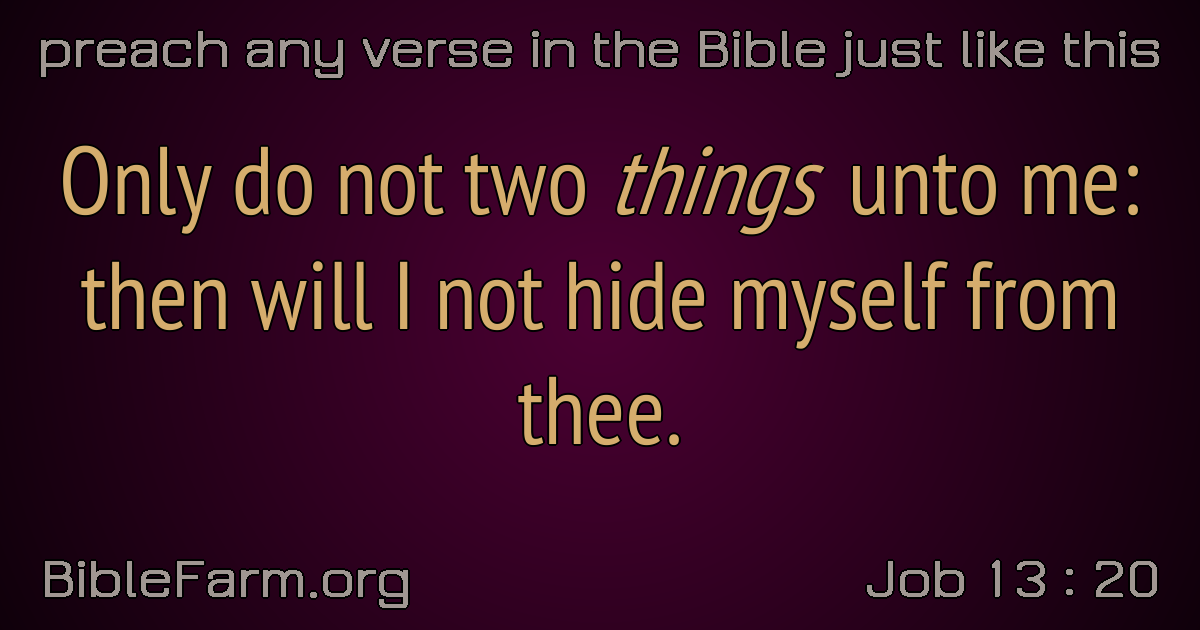 preach any verse in the Bible just like this
Only do not two things unto me:
then will I not hide myself from
thee.
BibleFarm.org
Job 13 : 20